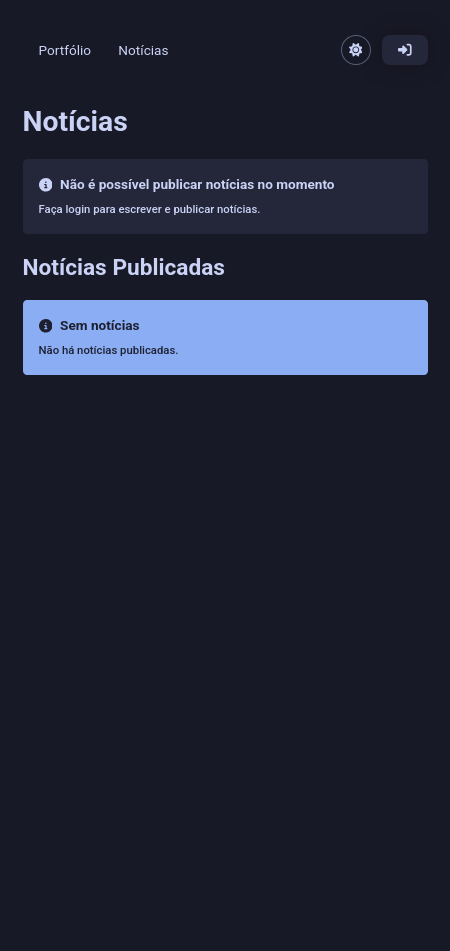 Portfólio Notícias
Notícias
Não é possível publicar notícias no momento
Faça login para escrever e publicar notícias.
Notícias Publicadas
Sem notícias
Não há notícias publicadas.